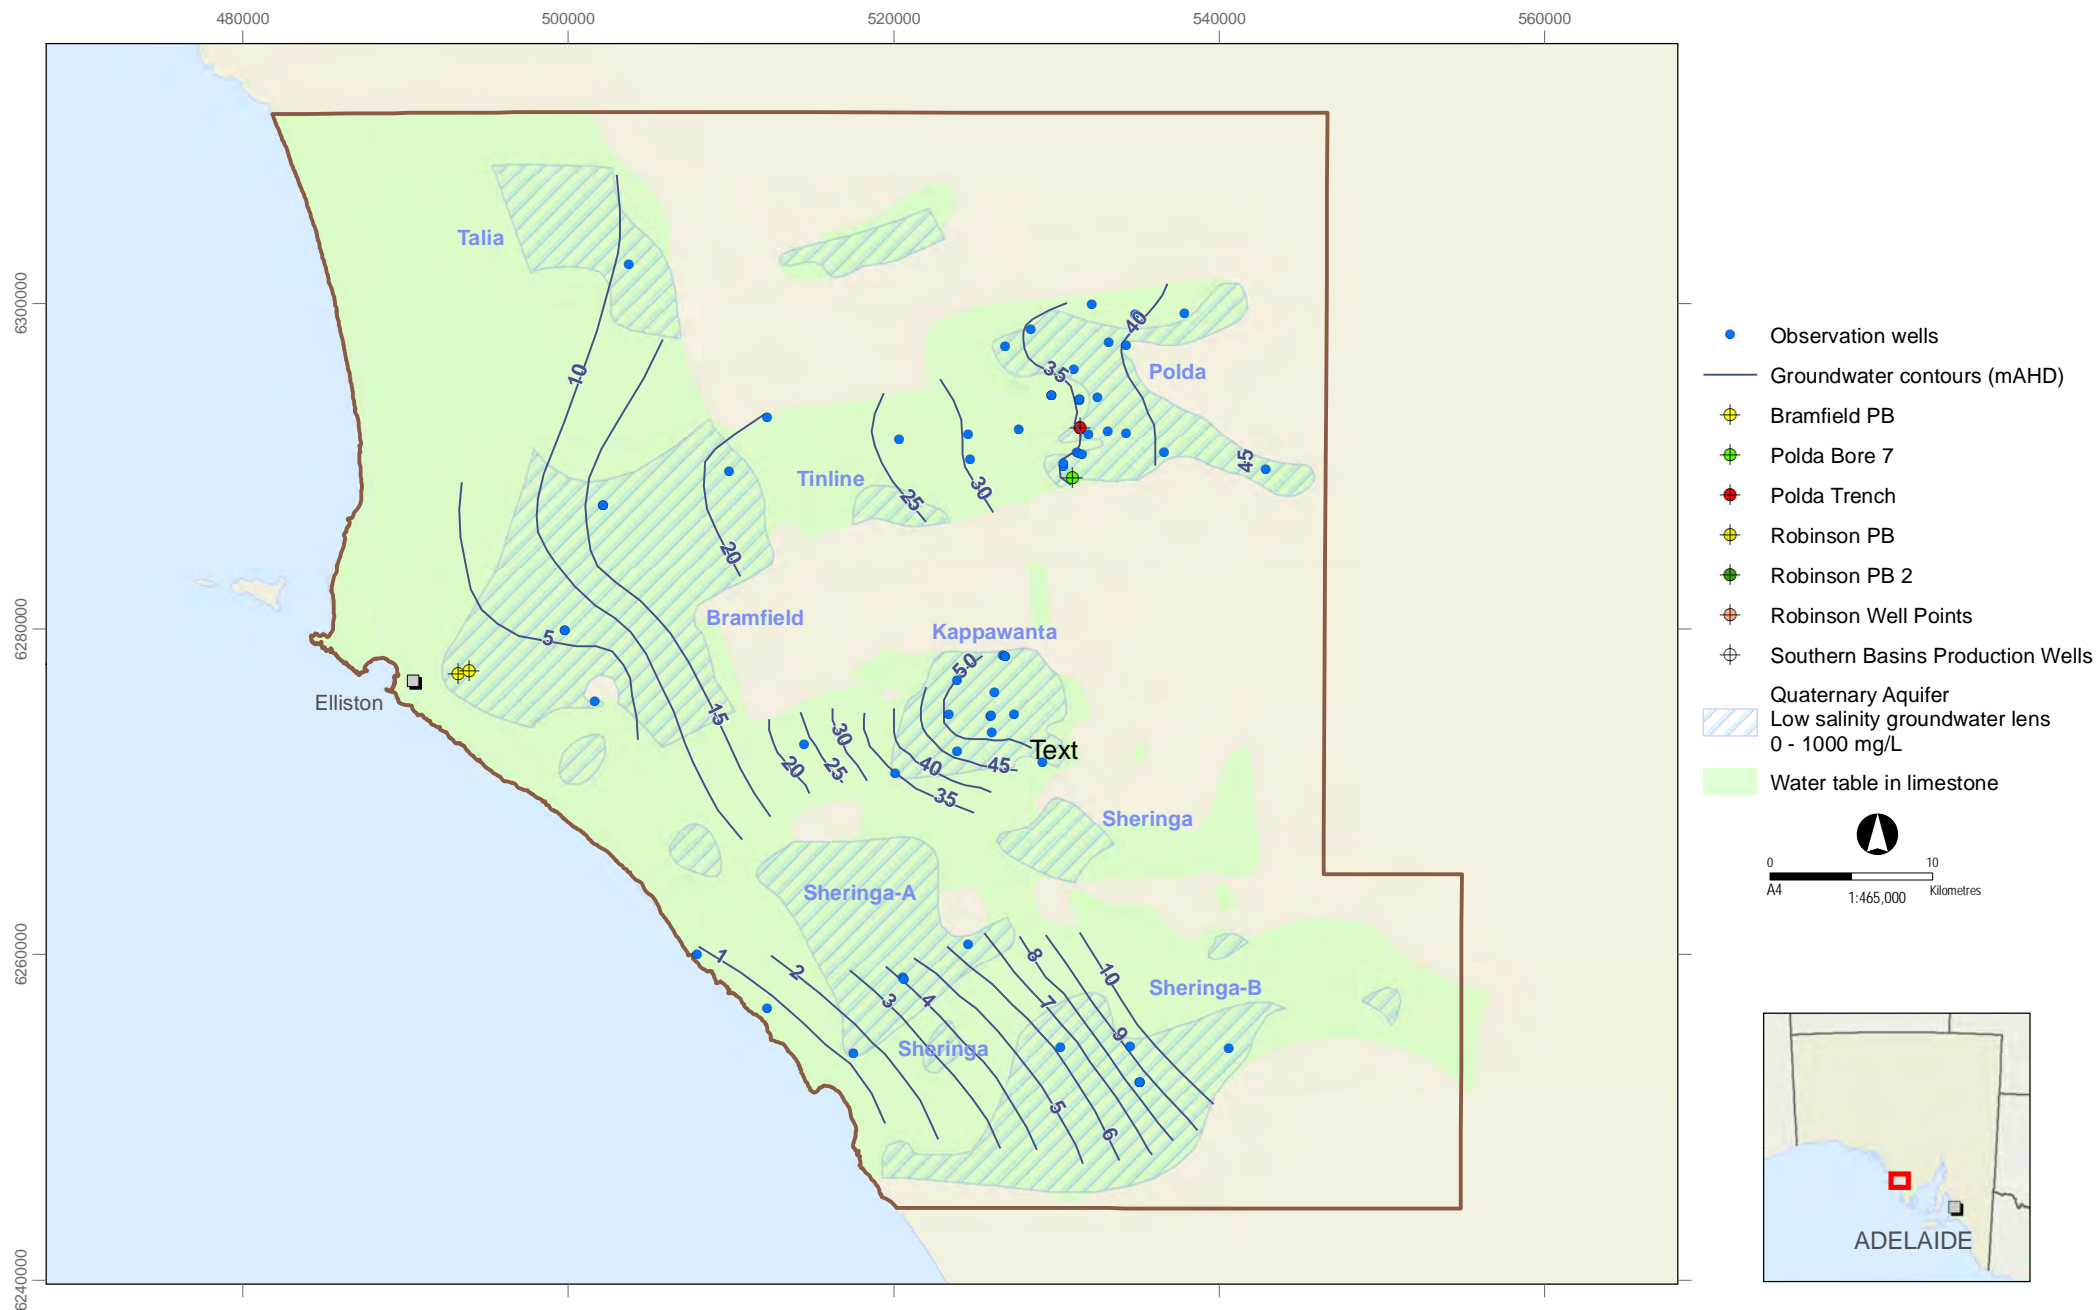 480000
500000
520000
540000
560000
6300000
6280000
6260000
6240000
Talia
10
40
35
Polda
45
Tinline
25
30
20
Bramfield
Kappawanta
5
50
Elliston
15
30
Text
20
25
40
45
35
Sheringa
Sheringa-A
1
2
8
10
3
4
7
Sheringa-B
9
Sheringa
5
6
Observation wells
Groundwater contours (mAHD)
Bramfield PB
Polda Bore 7
Polda Trench
Robinson PB
Robinson PB 2
Robinson Well Points
Southern Basins Production Wells
Quaternary Aquifer
Low salinity groundwater lens
0 - 1000 mg/L
Water table in limestone
0 10
A4 1:465,000 Kilometres
ADELAIDE